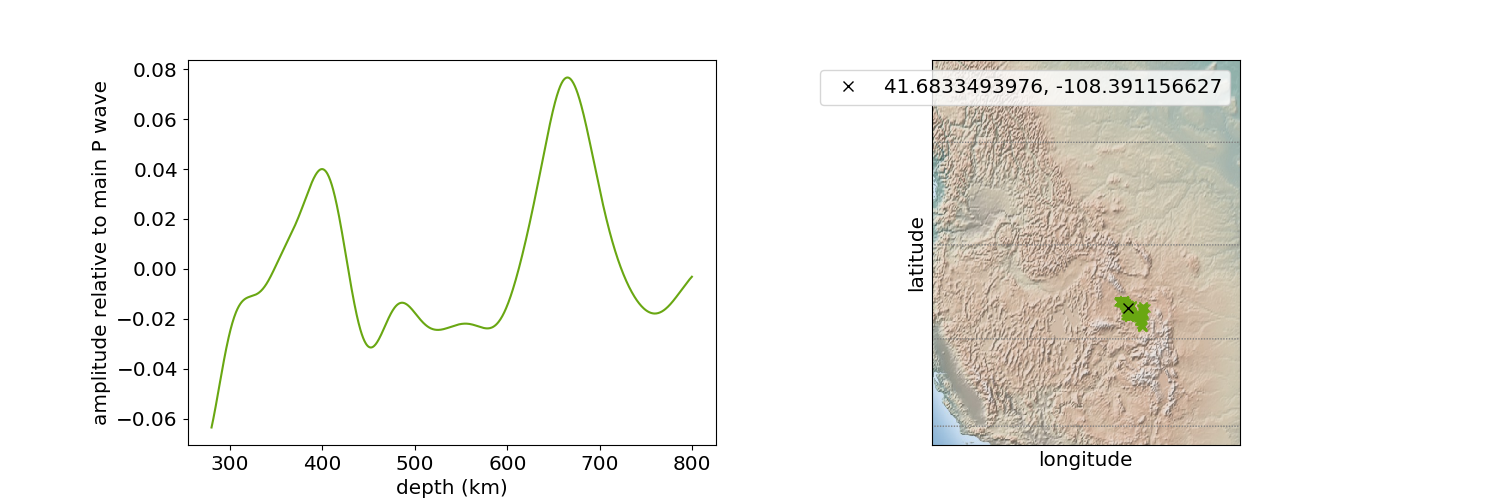 amplitude relative to main P wave
0.08
0.06
0.04
0.02
0.00
−0.02
−0.04
−0.06
300 400 500 600 700 800
depth (km)
41.6833493976, -108.391156627
latitude
longitude